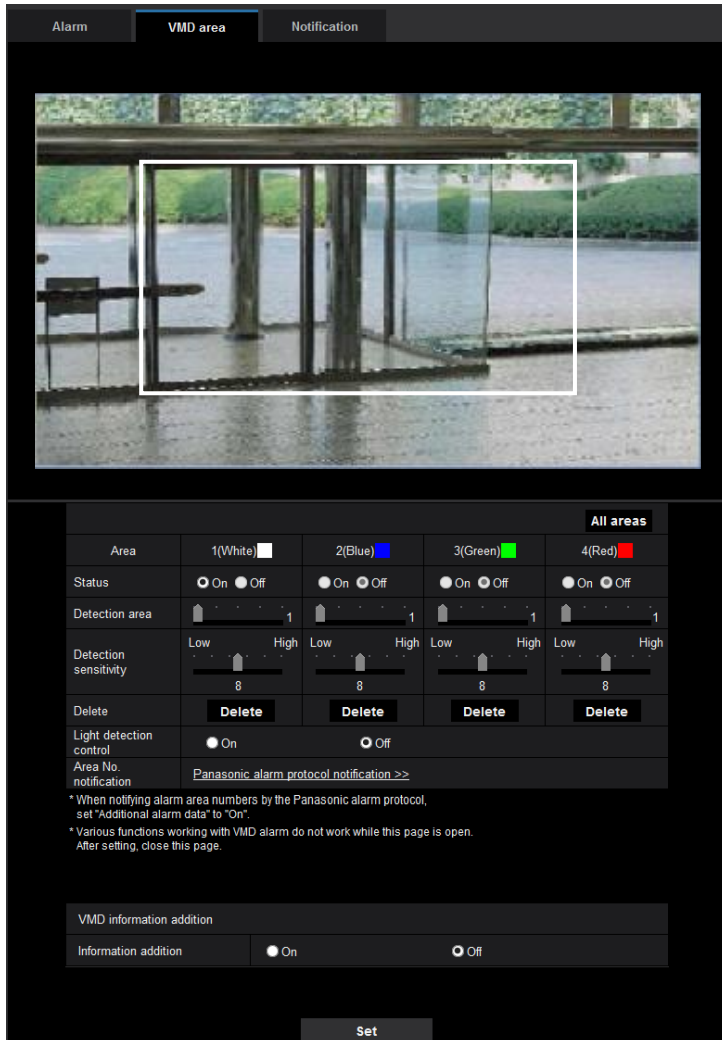 Alarm VMD area Notification
All areas
Area 1(White) 2(Blue) 3(Green) 4(Red)
Status On Off On Off On Off On Off
Detection area 1 1 1 1
Detection sensitivity Low High Low High Low High Low High
8 8 8 8
Delete Delete Delete Delete Delete
Light detection control On Off
Area No. notification Panasonic alarm protocol notification >>
* When notifying alarm area numbers by the Panasonic alarm protocol,
set "Additional alarm data" to "On".
* Various functions working with VMD alarm do not work while this page is open.
After setting, close this page.
VMD information addition
Information addition On Off
Set